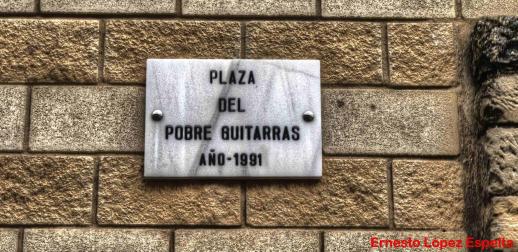 PLAZA
DEL
POBRE GUITARRAS
AÑO-1991
Ernesto López Espeita